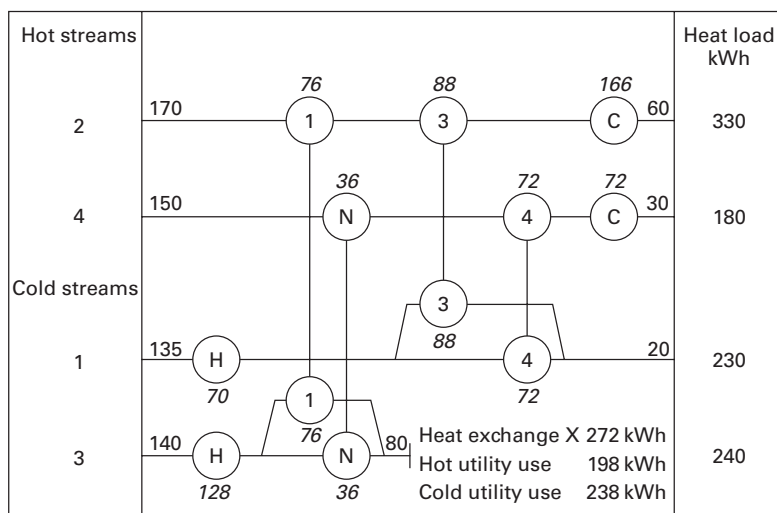 Hot streams
Heat load
kWh
76 88 166
2 170 1 3 C 60 330
36 72 72
4 150 N 4 C 30 180
Cold streams
3
88
1 135 H 4 20 230
70 72
1
76
3 140 H N 80 240
128 36
Heat exchange X 272 kWh
Hot utility use 198 kWh
Cold utility use 238 kWh